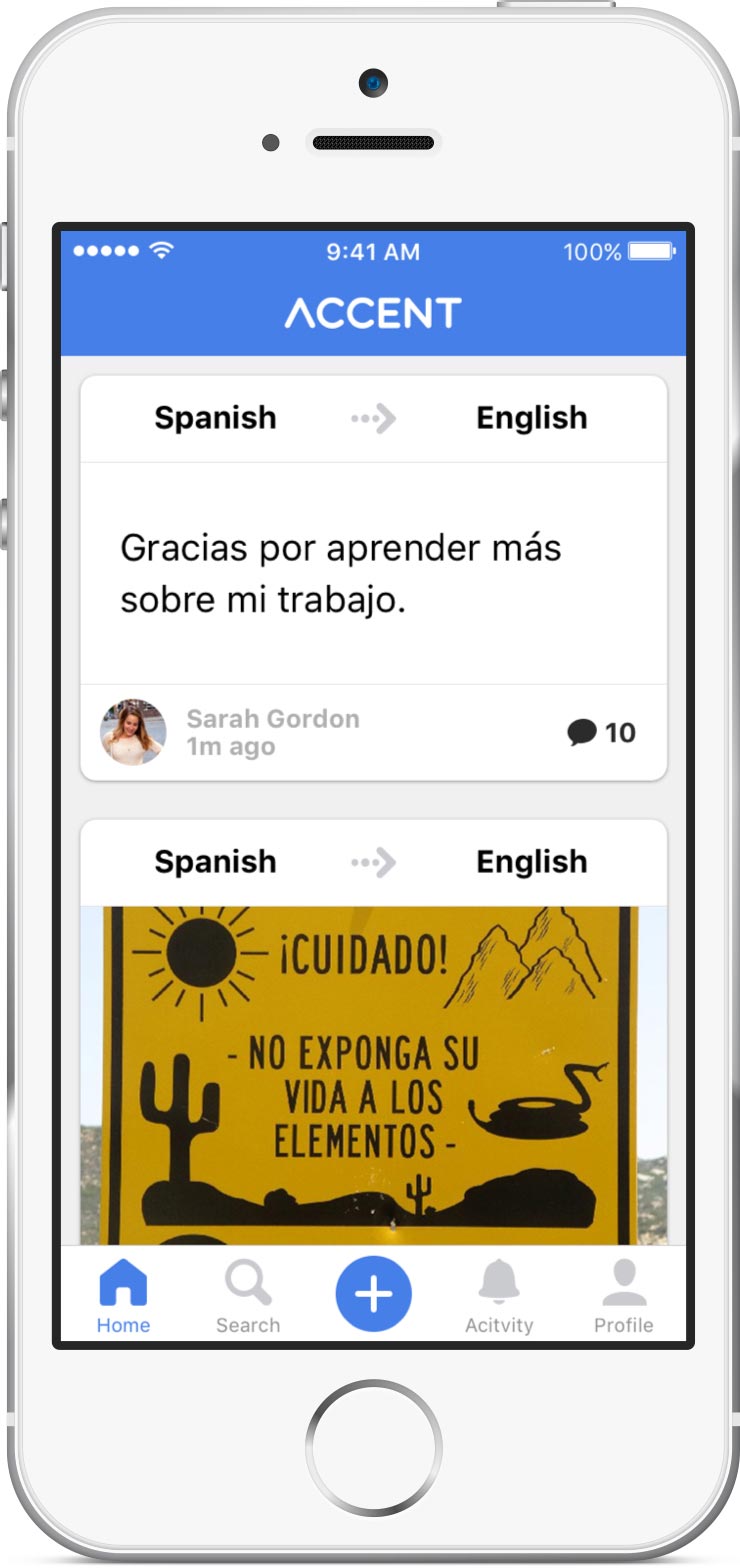 9:41 AM 100%
ACCENT
Spanish English
Gracias por aprender más
sobre mi trabajo.
Sarah Gordon
1m ago
10
Spanish English
¡CUIDADO!
- NO EXPONGA SU
VIDA A LOS
ELEMENTOS -
Home Search Acitvity Profile